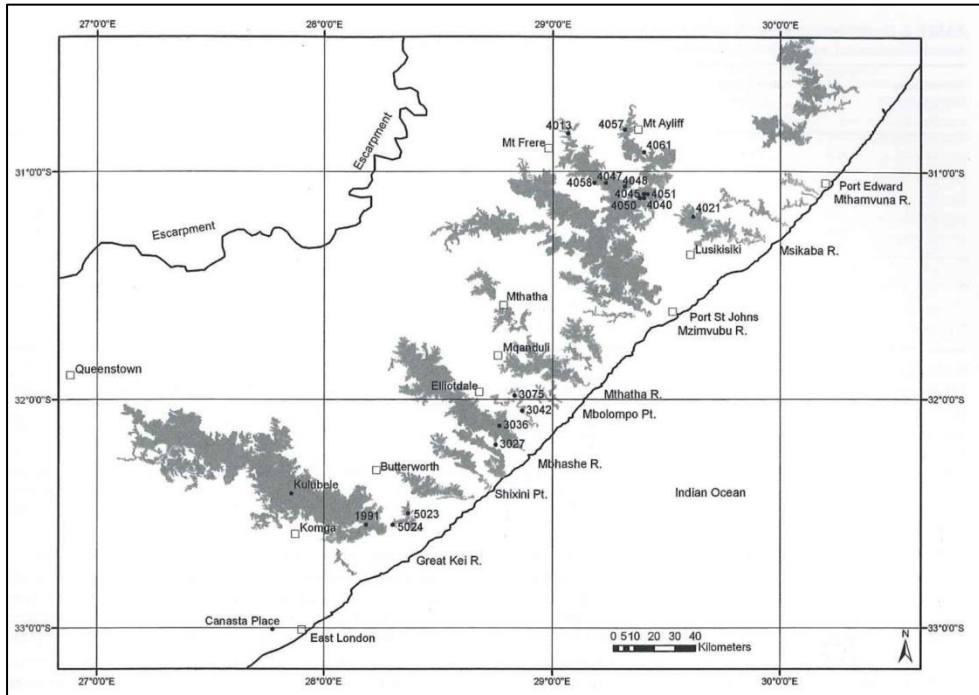 27°0'0"E
28°0'0"E
29°0'0"E
30°0'0"E
Escarpment
Escarpment
4013
4057
Mt Ayliff
Mt Frere
4061
31°0'0"S
31°0'0"S
4058
4047
4048
4045
4051
4050
4040
Port Edward
Mthamvuna R.
4021
Lusikisiki
Msikaba R.
Mthatha
Port St Johns
Mzimvubu R.
Mqanduli
Queenstown
Elliotdale
3075
Mthatha R.
32°0'0"S
32°0'0"S
3042
Mbolompo Pt.
3036
3027
Mbhashe R.
Butterworth
Shixini Pt.
Indian Ocean
Kulubele
1991
5023
5024
Komga
Great Kei R.
Canasta Place
33°0'0"S
33°0'0"S
East London
0 5 10 20 30 40
Kilometers
N
27°0'0"E
28°0'0"E
29°0'0"E
30°0'0"E